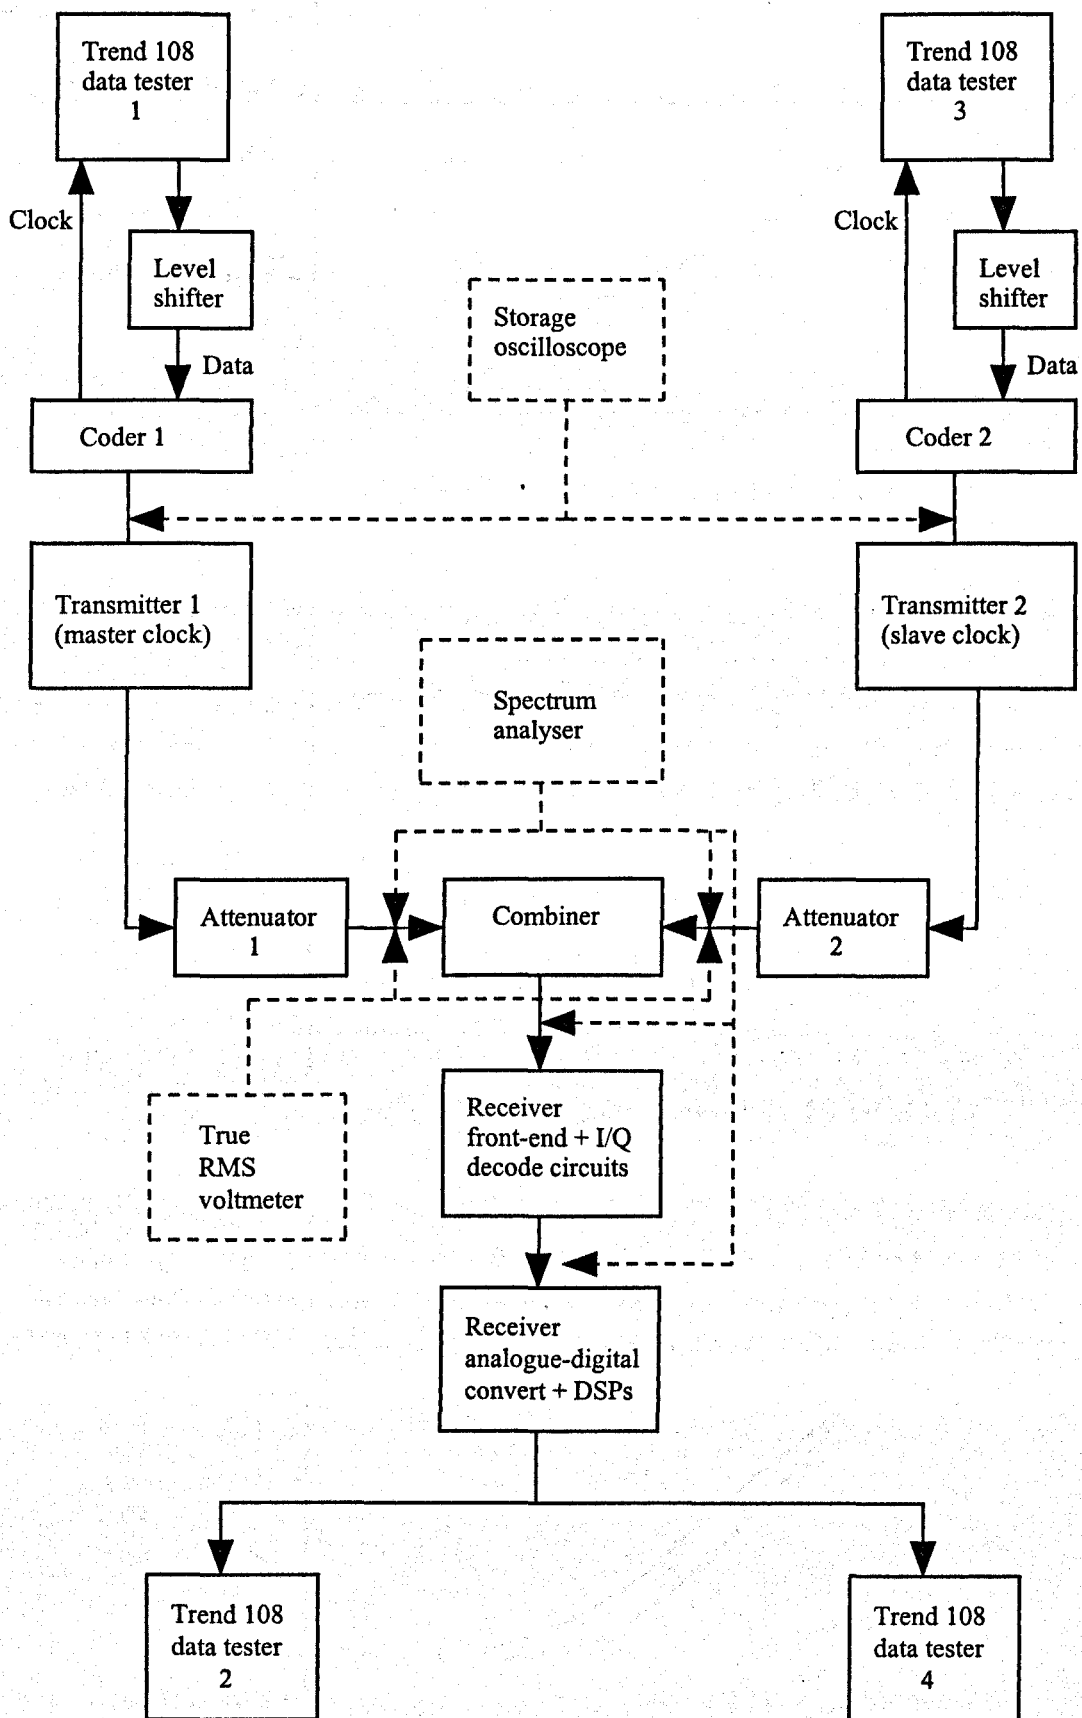 Trend 108
data tester
1
Trend 108
data tester
3
Clock
Level
shifter
Data
Clock
Level
shifter
Data
Storage
oscilloscope
Coder 1
Coder 2
Transmitter 1
(master clock)
Transmitter 2
(slave clock)
Spectrum
analyser
Attenuator
1
Combiner
Attenuator
2
True
RMS
voltmeter
Receiver
front-end + I/Q
decode circuits
Receiver
analogue-digital
convert + DSPs
Trend 108
data tester
2
Trend 108
data tester
4